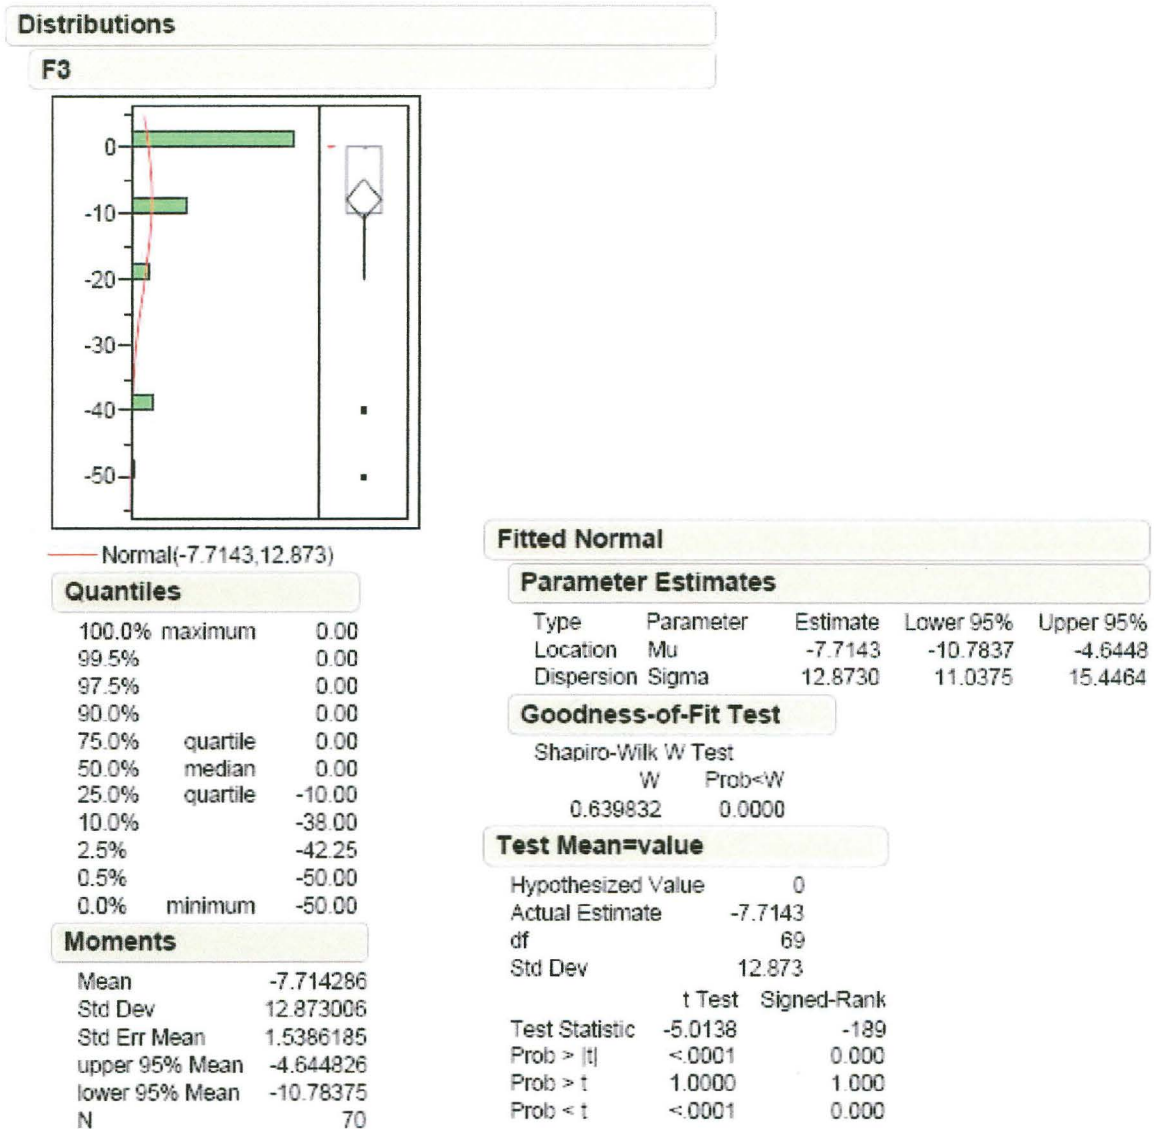 Distributions
F3
0
-10
-20
-30
-40
-50
Normal(-7.7143,12.873)
Quantiles
100.0% maximum 0.00
99.5% 0.00
97.5% 0.00
90.0% 0.00
75.0% quartile 0.00
50.0% median 0.00
25.0% quartile -10.00
10.0% -38.00
2.5% -42.25
0.5% -50.00
0.0% minimum -50.00
Moments
Mean -7.714286
Std Dev 12.873006
Std Err Mean 1.5386185
upper 95% Mean -4.644826
lower 95% Mean -10.78375
N 70
Fitted Normal
Parameter Estimates
Type Parameter Estimate Lower 95% Upper 95%
Location Mu -7.7143 -10.7837 -4.6448
Dispersion Sigma 12.8730 11.0375 15.4464
Goodness-of-Fit Test
Shapiro-Wilk W Test
W Prob<W
0.639832 0.0000
Test Mean=value
Hypothesized Value 0
Actual Estimate -7.7143
df 69
Std Dev 12.873
t Test Signed-Rank
Test Statistic -5.0138 -189
Prob > |t| <.0001 0.000
Prob > t 1.0000 1.000
Prob < t <.0001 0.000